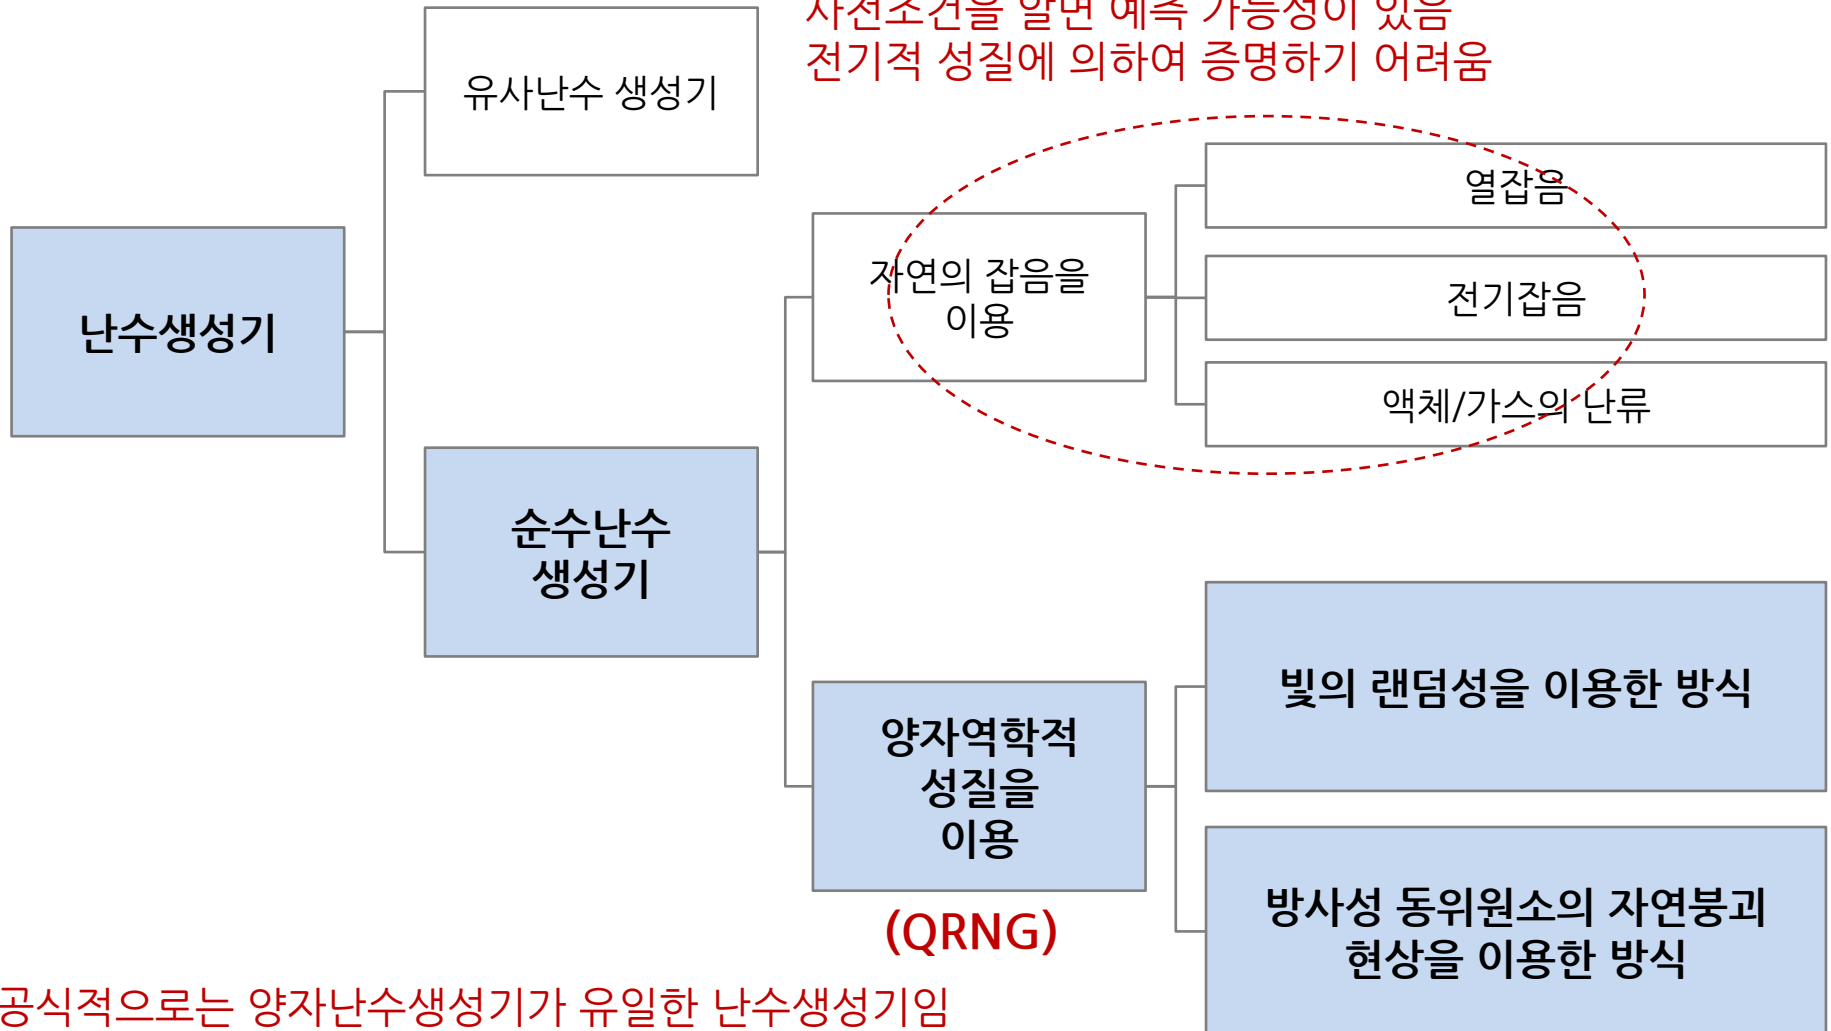 사전조건을 알면 예측 가능성이 있음
전기적 성질에 의하여 증명하기 어려움
유사난수 생성기
열잡음
자연의 잡음을
이용
전기잡음
난수생성기
액체/가스의 난류
순수난수
생성기
빛의 랜덤성을 이용한 방식
양자역학적
성질을
이용
(QRNG)
방사성 동위원소의 자연붕괴
현상을 이용한 방식
공식적으로는 양자난수생성기가 유일한 난수생성기임